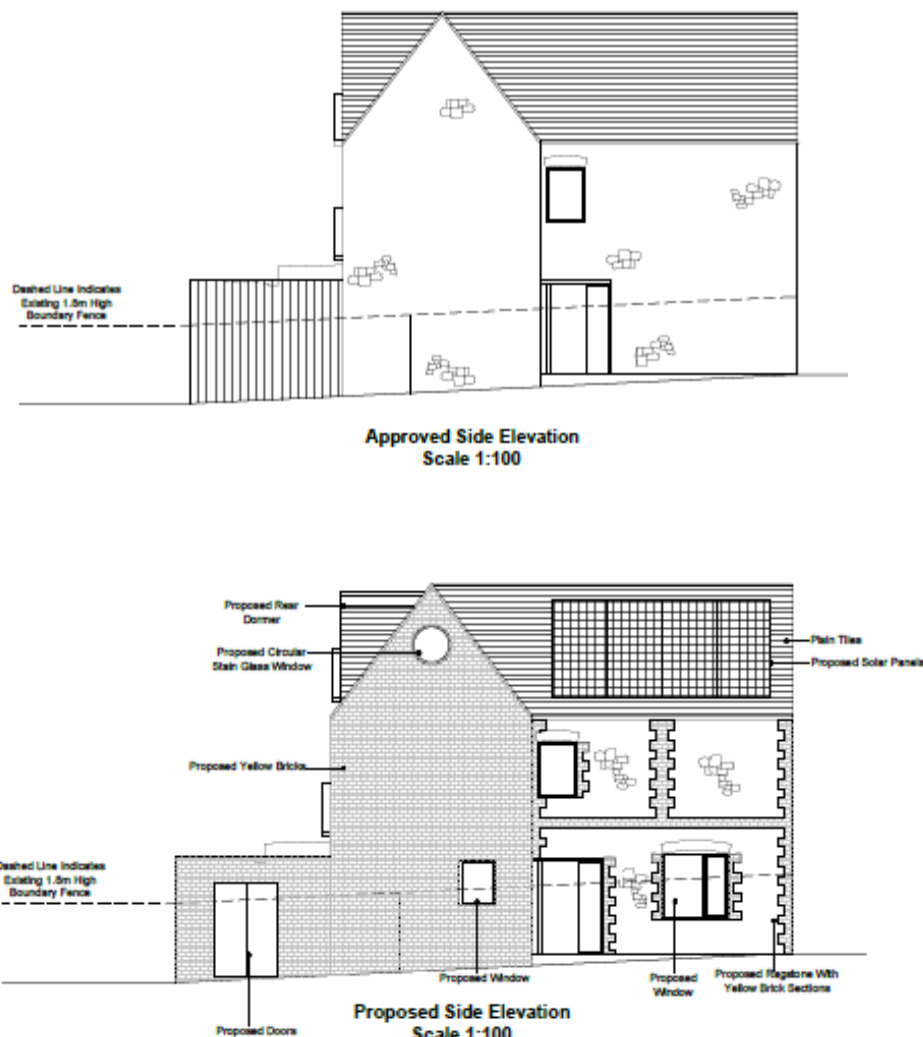 Dashed Line Indicates
Existing 1.8m High
Boundary Fence
Approved Side Elevation
Scale 1:100
Proposed Rear
Dormer
Proposed Circular
Stain Glass Window
Plain Tiles
Proposed Solar Panels
Proposed Yellow Bricks
Dashed Line Indicates
Existing 1.8m High
Boundary Fence
Proposed Window
Proposed
Window
Proposed Ragstone With
Yellow Brick Sections
Proposed Doors
Proposed Side Elevation
Scale 1:100